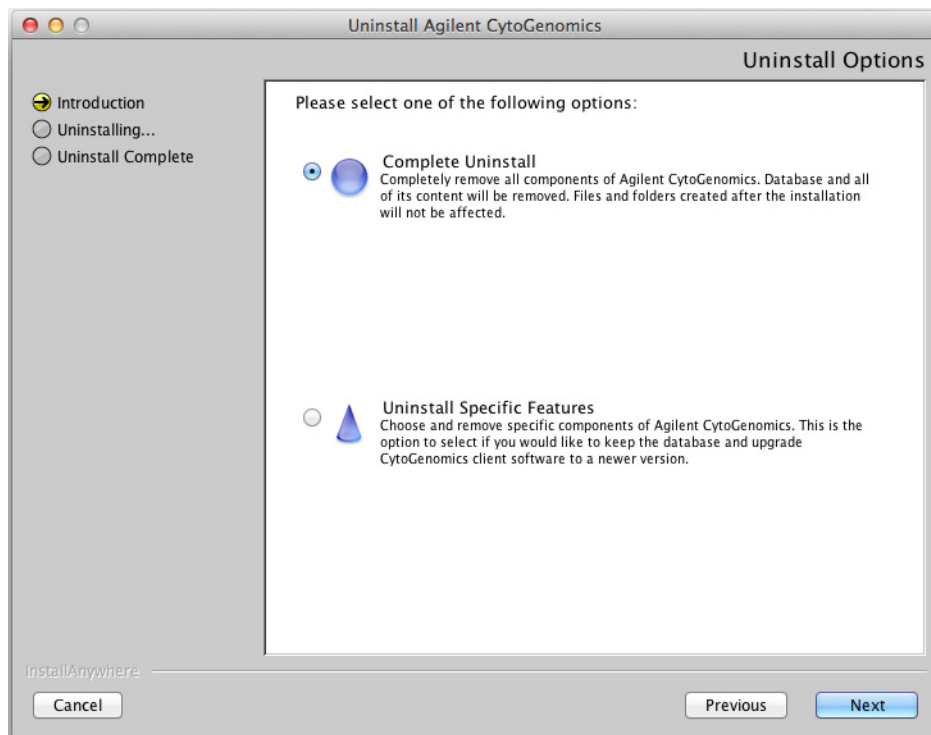 Uninstall Agilent CytoGenomics
Uninstall Options
Introduction
Uninstalling...
Uninstall Complete
Please select one of the following options:
Complete Uninstall
Completely remove all components of Agilent CytoGenomics. Database and all
of its content will be removed. Files and folders created after the installation
will not be affected.
Uninstall Specific Features
Choose and remove specific components of Agilent CytoGenomics. This is the
option to select if you would like to keep the database and upgrade
CytoGenomics client software to a newer version.
InstallAnywhere
Cancel
Previous
Next